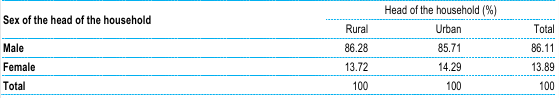 Sex of the head of the household Head of the household (%)
Rural Urban Total
Male 86.28 85.71 86.11
Female 13.72 14.29 13.89
Total 100 100 100